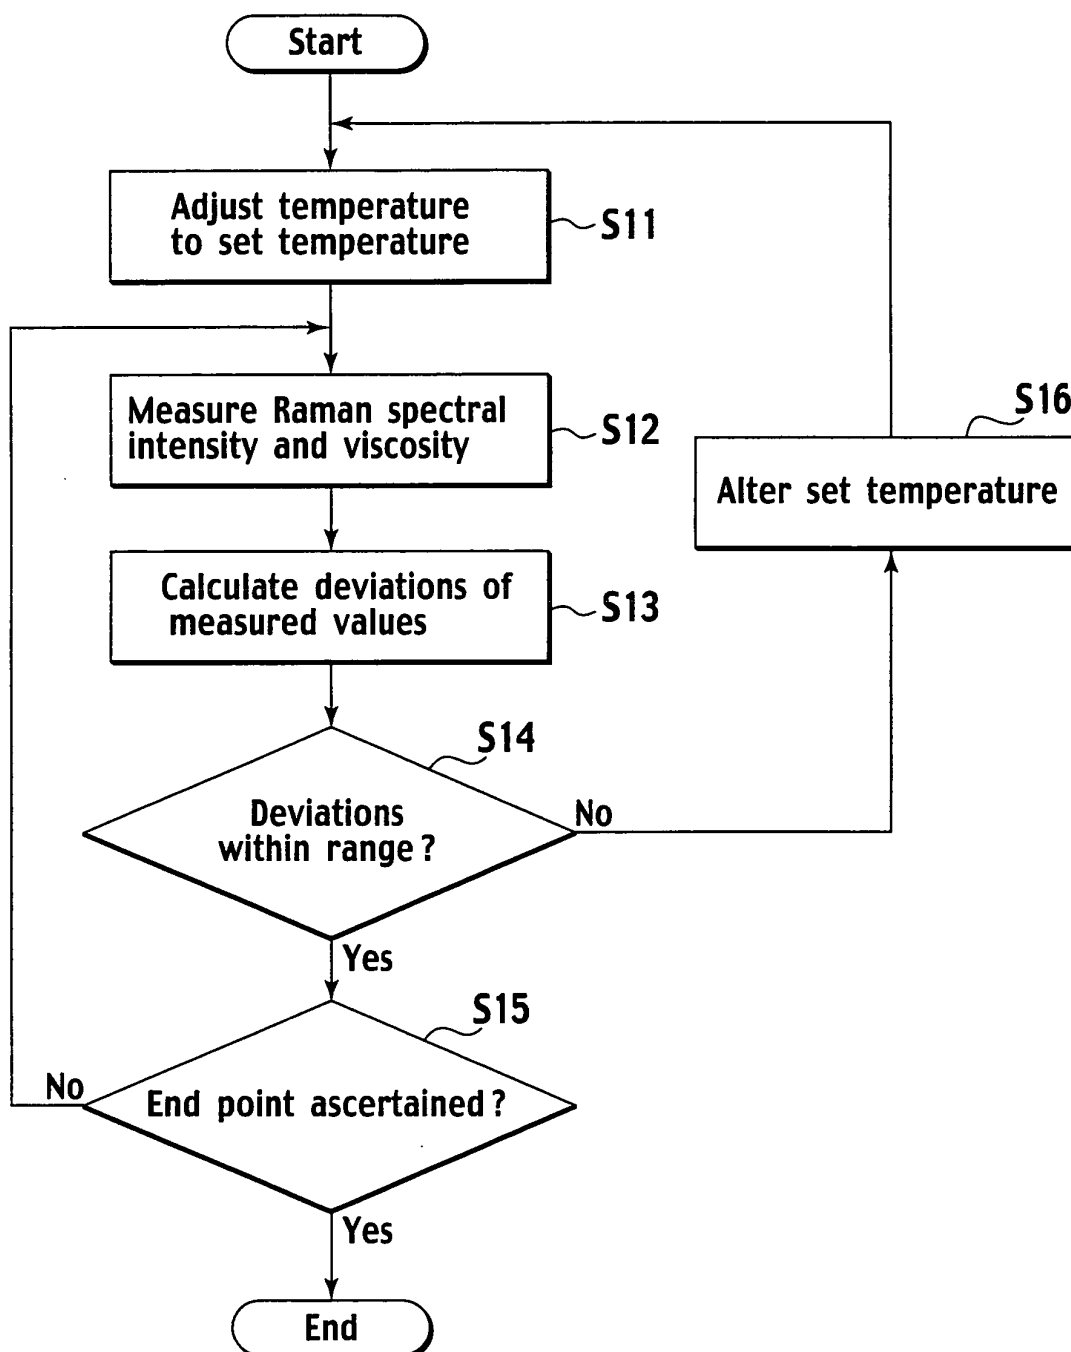 Start
Adjust temperature
to set temperature
S11
Measure Raman spectral
intensity and viscosity
S12
S16
Alter set temperature
Calculate deviations of
measured values
S13
S14
Deviations
within range ?
No
Yes
S15
No
End point ascertained ?
Yes
End